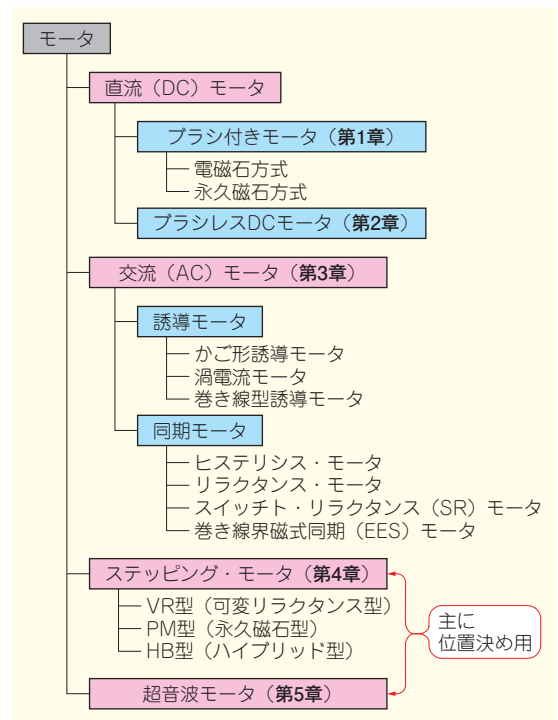 モータ
直流（DC）モータ
ブラシ付きモータ（第1章）
電磁石方式
永久磁石方式
ブラシレスDCモータ（第2章）
交流（AC）モータ（第3章）
誘導モータ
かご形誘導モータ
渦電流モータ
巻き線型誘導モータ
同期モータ
ヒステリシス・モータ
リラクタンス・モータ
スイッチト・リラクタンス（SR）モータ
巻き線界磁式同期（EES）モータ
ステッピング・モータ（第4章）
VR型（可変リラクタンス型）
PM型（永久磁石型）
HB型（ハイブリッド型）
主に
位置決め用
超音波モータ（第5章）